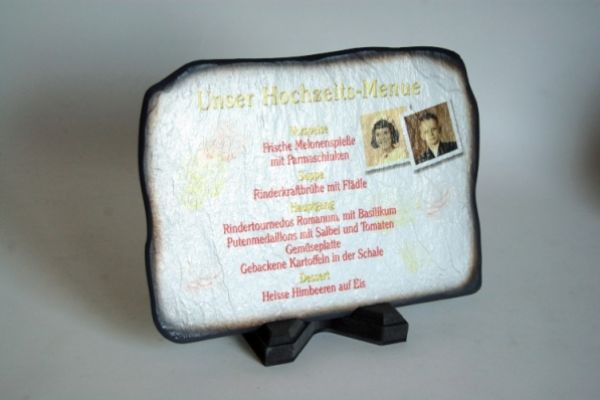 Unser Hochzeits-Menue
Vorspeise
Frische Melonenspieße
mit Parmaschinken
Suppe
Rinderkraftbrühe mit Flädle
Hauptgang
Rindertournedos Romanum, mit Basilikum
Putenmedaillons mit Salbei und Tomaten
Gemüseplatte
Gebackene Kartoffeln in der Schale
Dessert
Heisse Himbeeren auf Eis